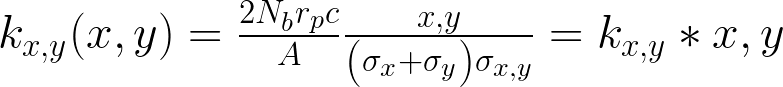 $k_{x,y}(x,y) = \frac{2N_b r_p c}{A} \frac{x,y}{(\sigma_x + \sigma_y)\sigma_{x,y}} = k_{x,y} * x,y$